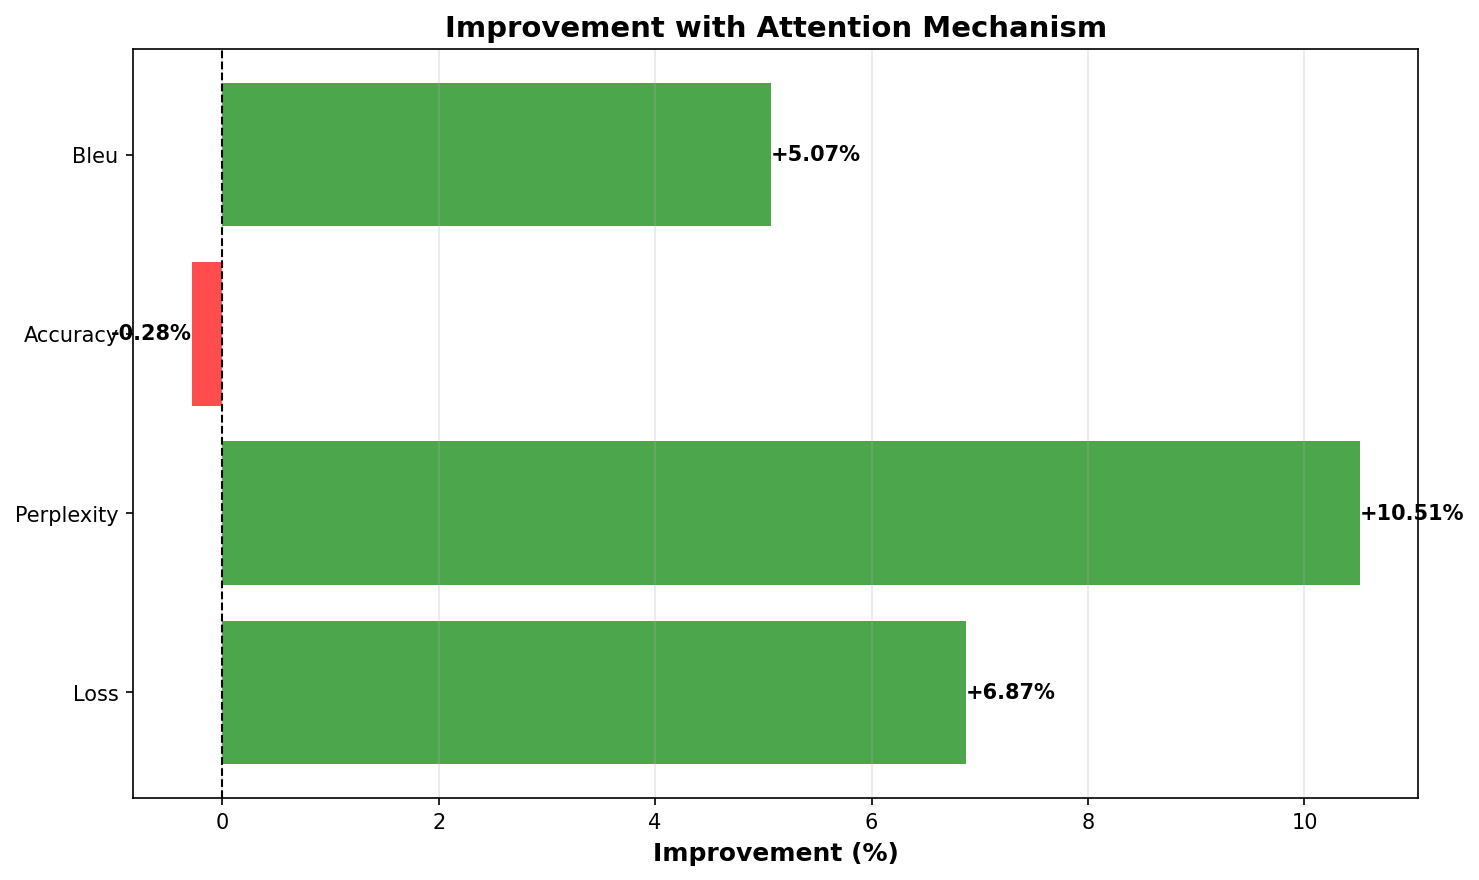 Improvement with Attention Mechanism
Bleu
+5.07%
Accuracy
-0.28%
Perplexity
+10.51%
Loss
+6.87%
0 2 4 6 8 10
Improvement (%)